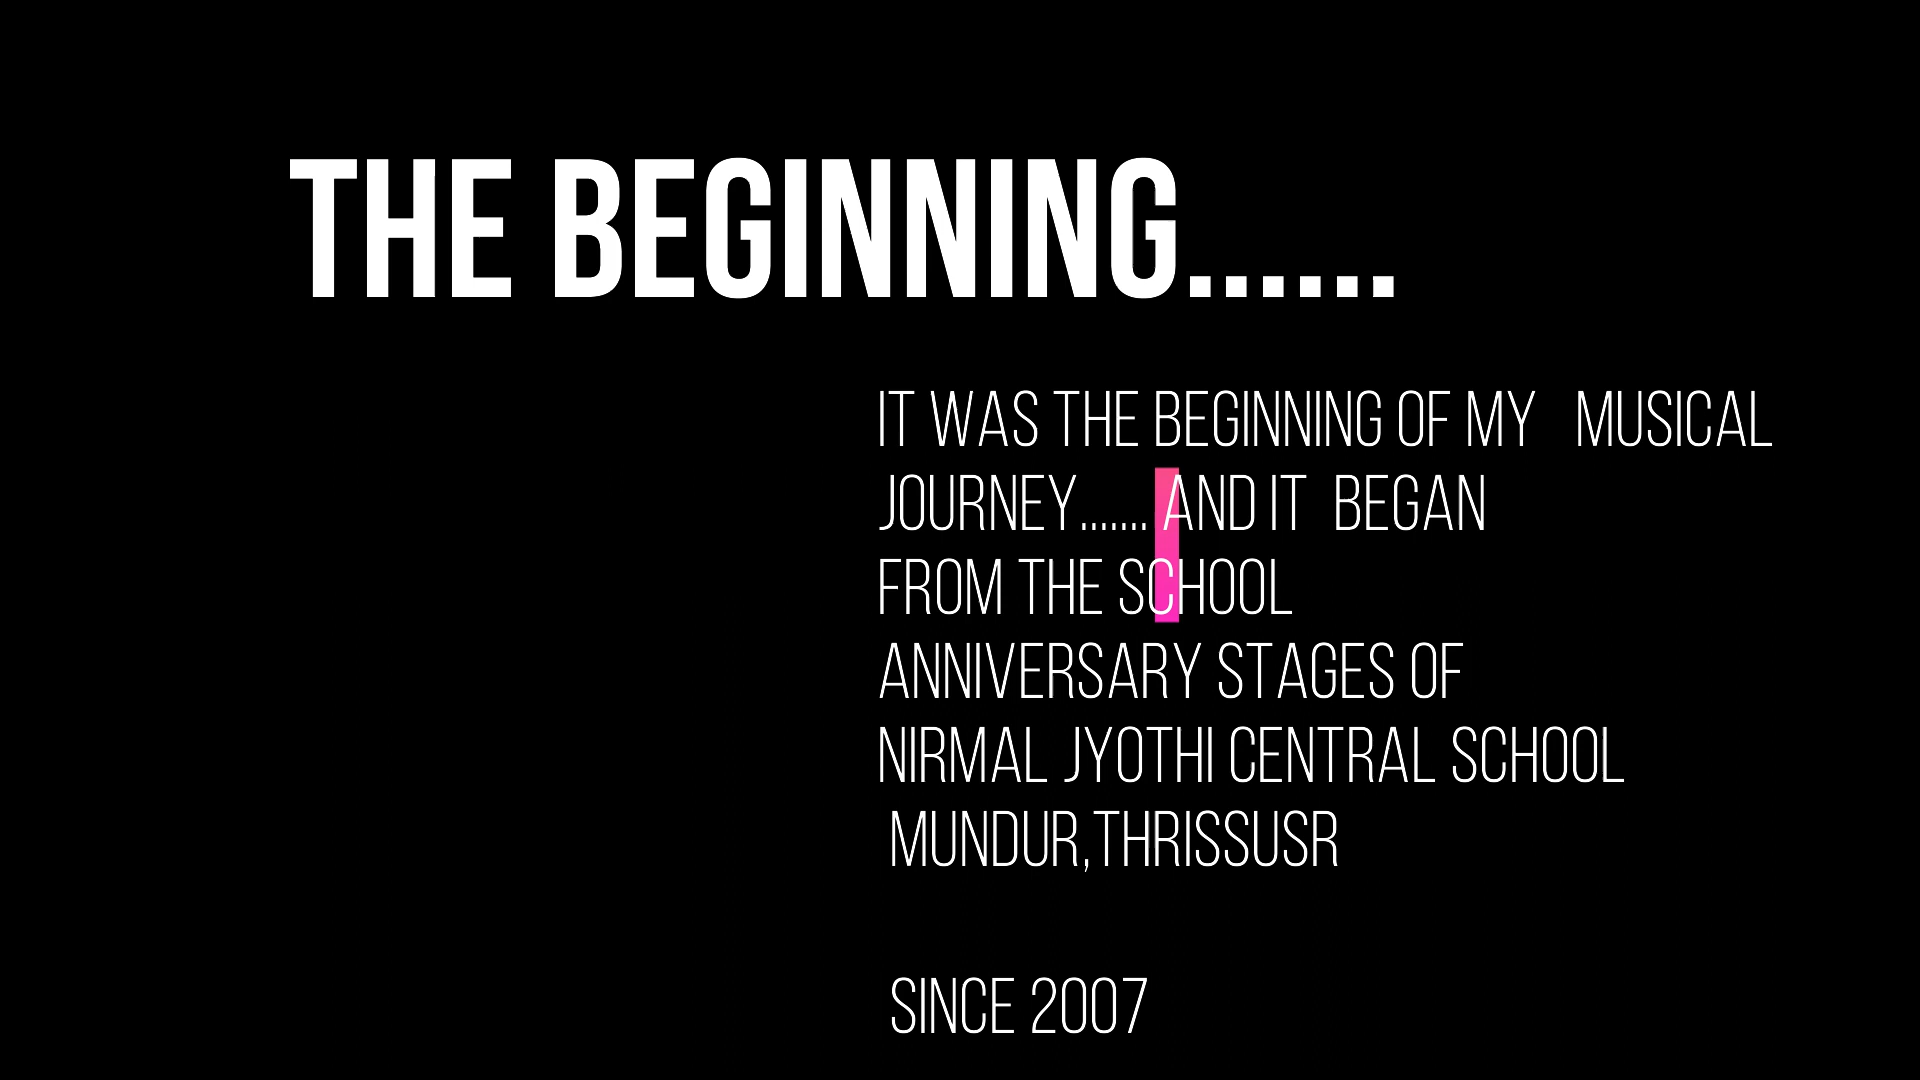 THE BEGINNING......
IT WAS THE BEGINNING OF MY MUSICAL
JOURNEY....... AND IT BEGAN
FROM THE SCHOOL
ANNIVERSARY STAGES OF
NIRMAL JYOTHI CENTRAL SCHOOL
MUNDUR,THRISSUSR
SINCE 2007